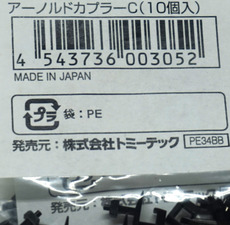 アーノルドカプラーC(10個入)
4 543736 003052
MADE IN JAPAN
プラ 袋:PE
発売元:株式会社トミーテック PE34BB